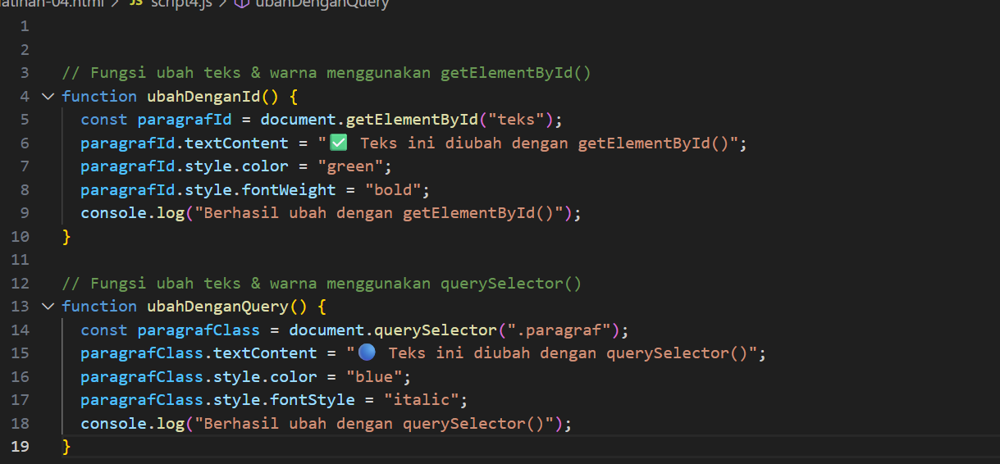 latihan-04.html > JS script4.js > ubahDenganQuery
1
2
3 // Fungsi ubah teks & warna menggunakan getElementById()
4 function ubahDenganId() {
5 const paragrafId = document.getElementById("teks");
6 paragrafId.textContent = "✅ Teks ini diubah dengan getElementById()";
7 paragrafId.style.color = "green";
8 paragrafId.style.fontWeight = "bold";
9 console.log("Berhasil ubah dengan getElementById()");
10 }
11
12 // Fungsi ubah teks & warna menggunakan querySelector()
13 function ubahDenganQuery() {
14 const paragrafClass = document.querySelector(".paragraf");
15 paragrafClass.textContent = "🔵 Teks ini diubah dengan querySelector()";
16 paragrafClass.style.color = "blue";
17 paragrafClass.style.fontStyle = "italic";
18 console.log("Berhasil ubah dengan querySelector()");
19 }